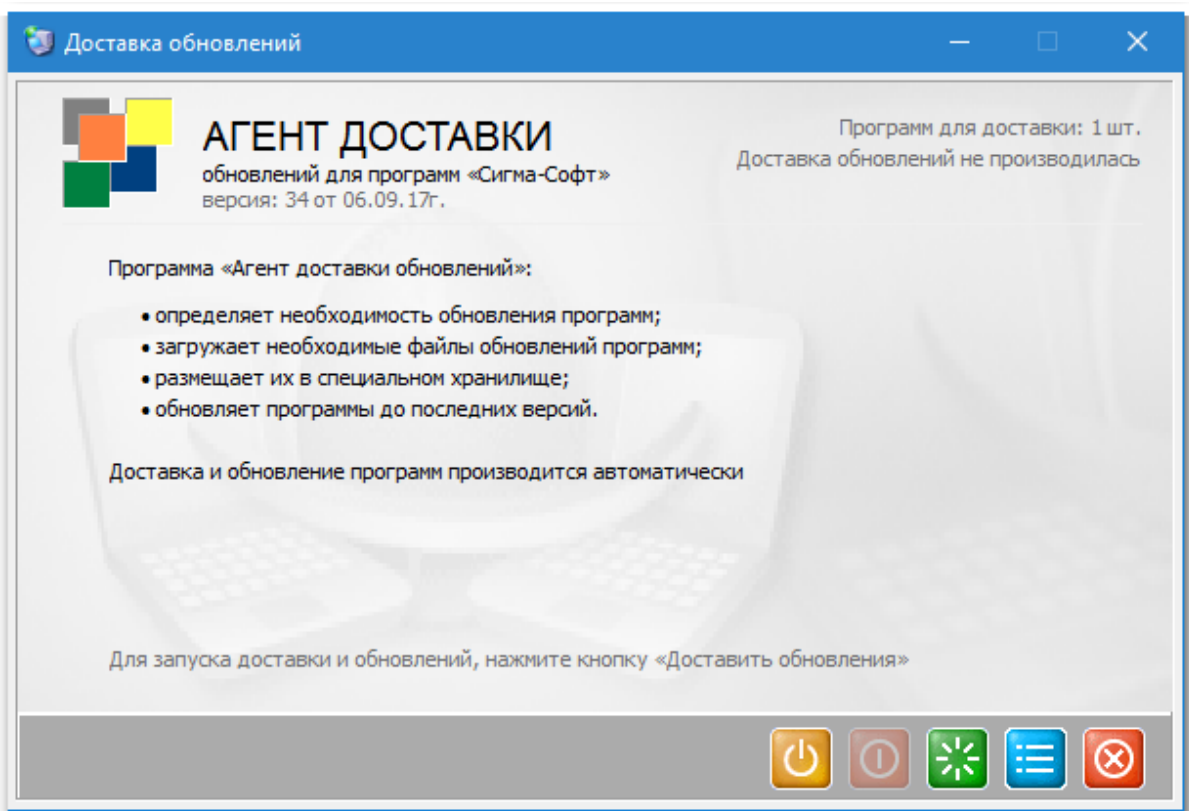 Доставка обновлений
АГЕНТ ДОСТАВКИ
обновлений для программ «Сигма-Софт»
версия: 34 от 06.09.17г.
Программ для доставки: 1 шт.
Доставка обновлений не производилась
Программа «Агент доставки обновлений»:
• определяет необходимость обновления программ;
• загружает необходимые файлы обновлений программ;
• размещает их в специальном хранилище;
• обновляет программы до последних версий.
Доставка и обновление программ производится автоматически
Для запуска доставки и обновлений, нажмите кнопку «Доставить обновления»